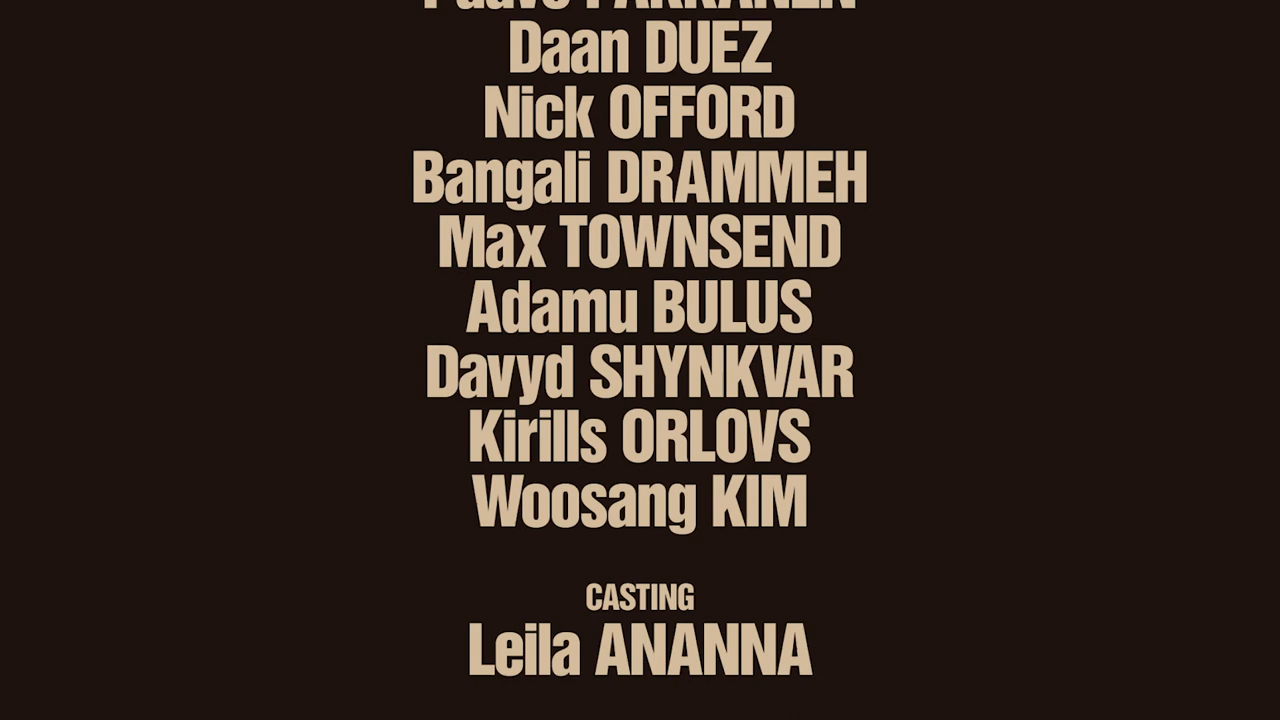 Daan DUEZ
Nick OFFORD
Bangali DRAMMEH
Max TOWNSEND
Adamu BULUS
Davyd SHYNKVAR
Kirills ORLOVS
Woosang KIM
CASTING
Leila ANANNA